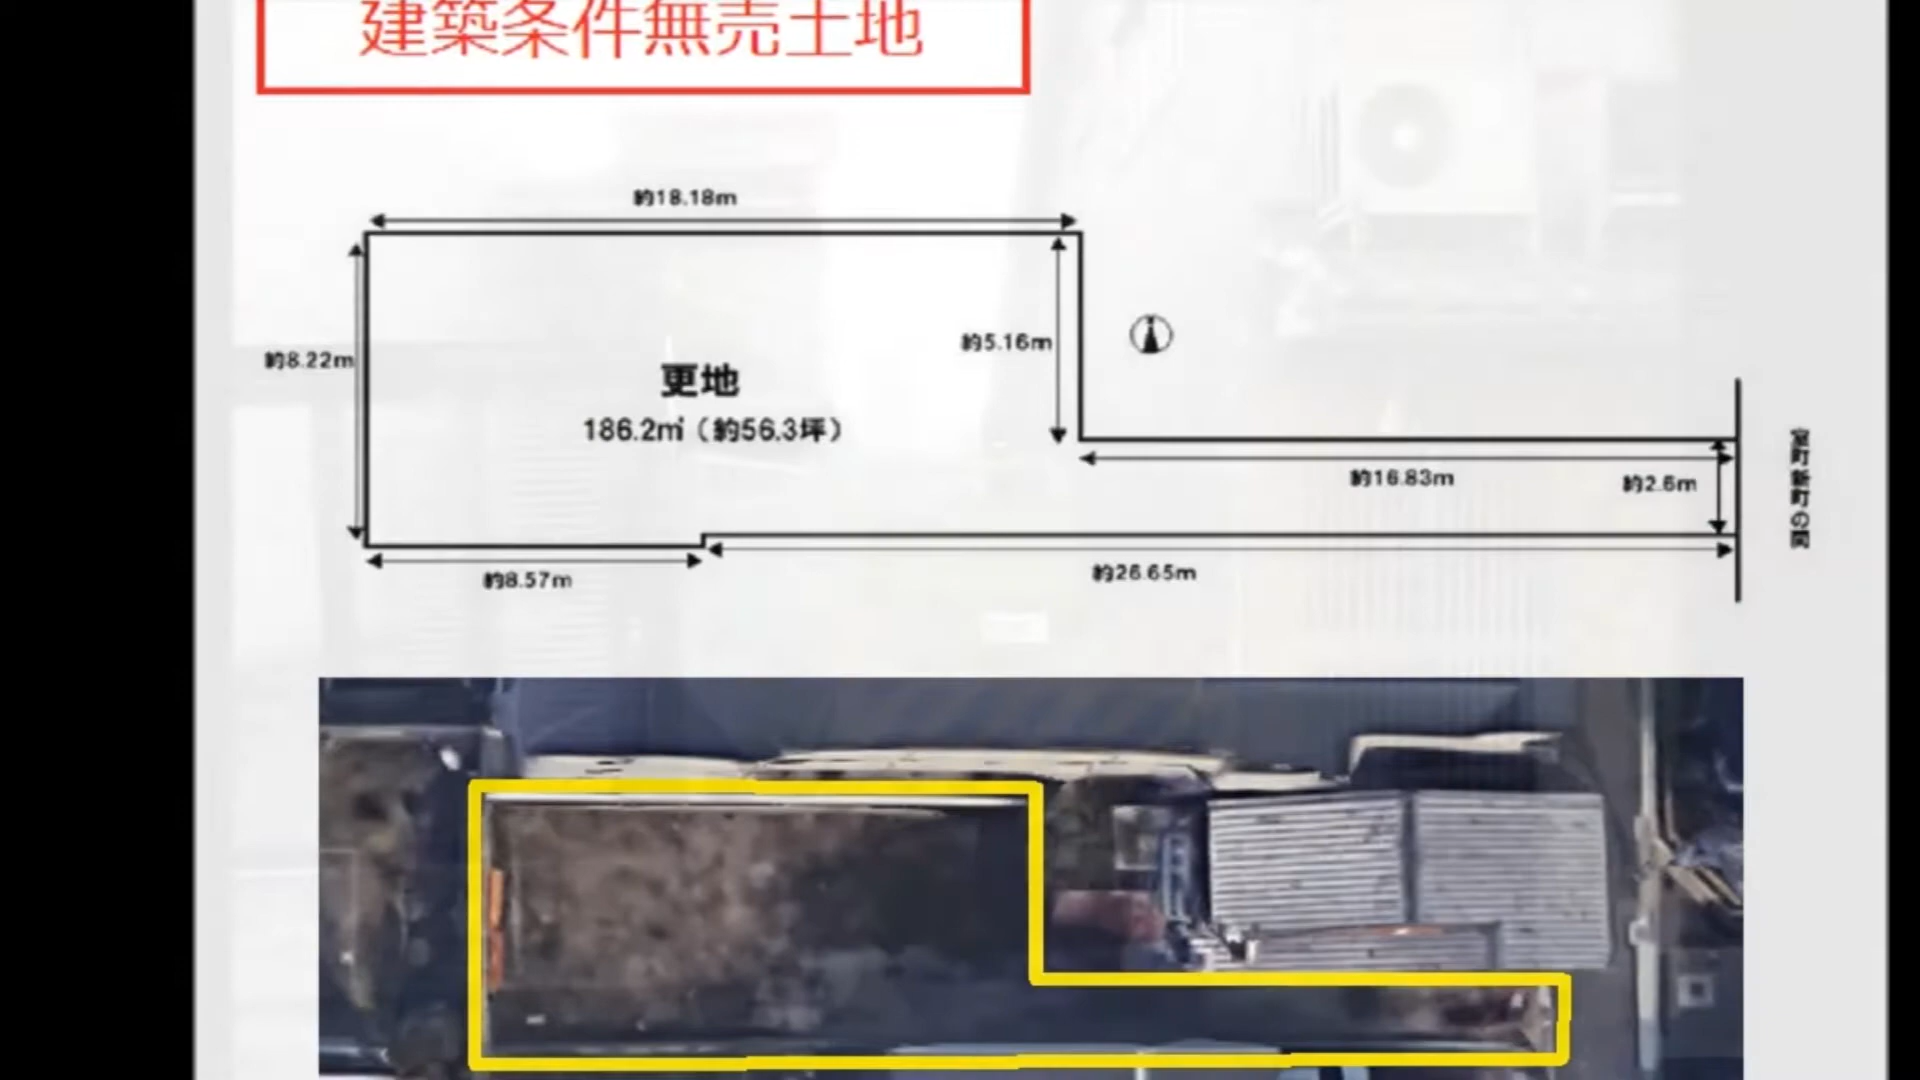 建築条件無売土地
約18.18m
約8.22m
約5.16m
更地
186.2㎡（約56.3坪）
約16.83m
約2.6m
室町新町の間
約8.57m
約26.65m